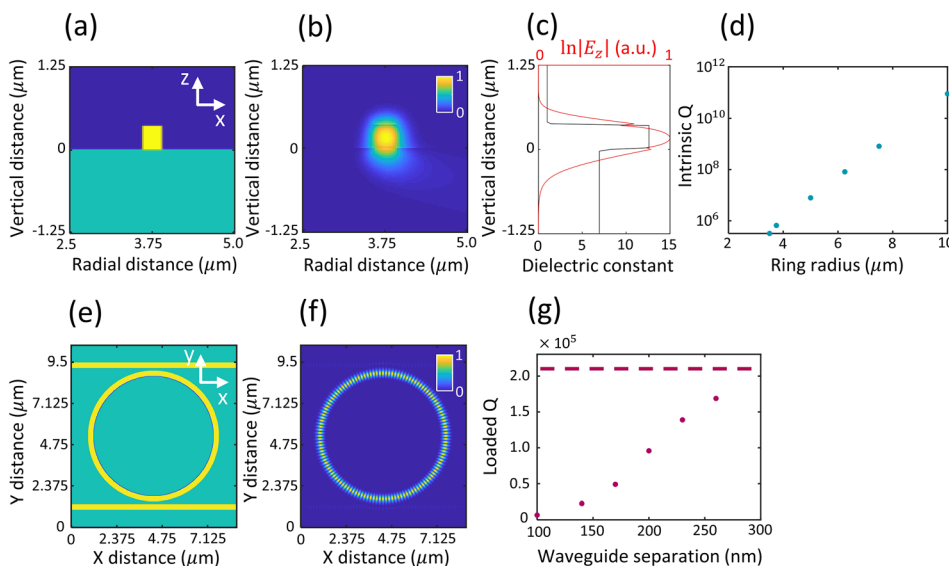 (a)
Vertical distance (μm)
1.25
0
-1.25
z
x
2.5 3.75 5.0
Radial distance (μm)
(b)
Vertical distance (μm)
1.25
0
-1.25
1
0
2.5 3.75 5.0
Radial distance (μm)
(c)
ln|E_z| (a.u.)
0 1
Vertical distance (μm)
1.25
0
-1.25
0 5 10 15
Dielectric constant
(d)
Intrinsic Q
10^12
10^10
10^8
10^6
2 4 6 8 10
Ring radius (μm)
(e)
Y distance (μm)
9.5
7.125
4.75
2.375
0
y
x
0 2.375 4.75 7.125
X distance (μm)
(f)
Y distance (μm)
9.5
7.125
4.75
2.375
0
1
0
0 2.375 4.75 7.125
X distance (μm)
(g)
× 10^5
Loaded Q
2.0
1.5
1.0
0.5
0
100 150 200 250 300
Waveguide separation (nm)